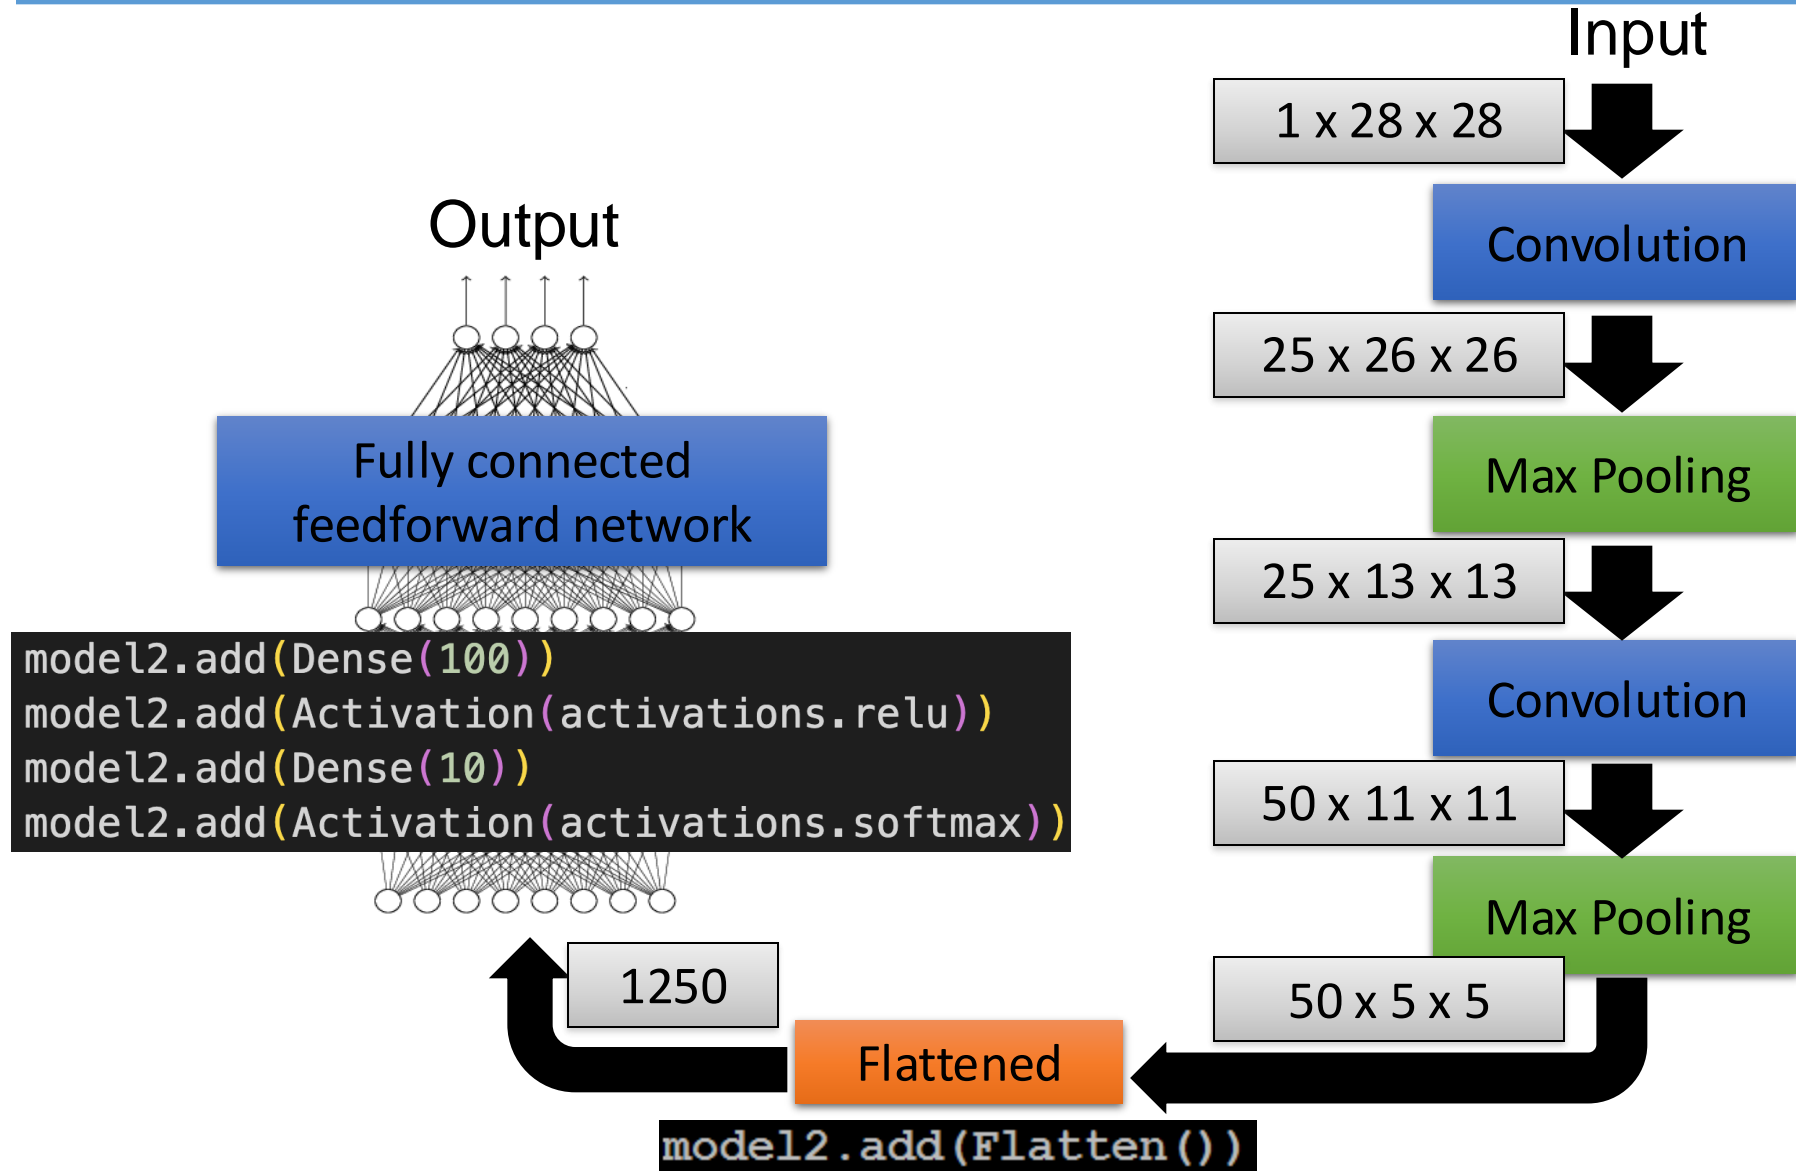 Input
1 x 28 x 28
Convolution
25 x 26 x 26
Max Pooling
25 x 13 x 13
Convolution
50 x 11 x 11
Max Pooling
50 x 5 x 5
Flattened
model2.add(Flatten())
1250
Output
Fully connected
feedforward network
model2.add(Dense(100))
model2.add(Activation(activations.relu))
model2.add(Dense(10))
model2.add(Activation(activations.softmax))